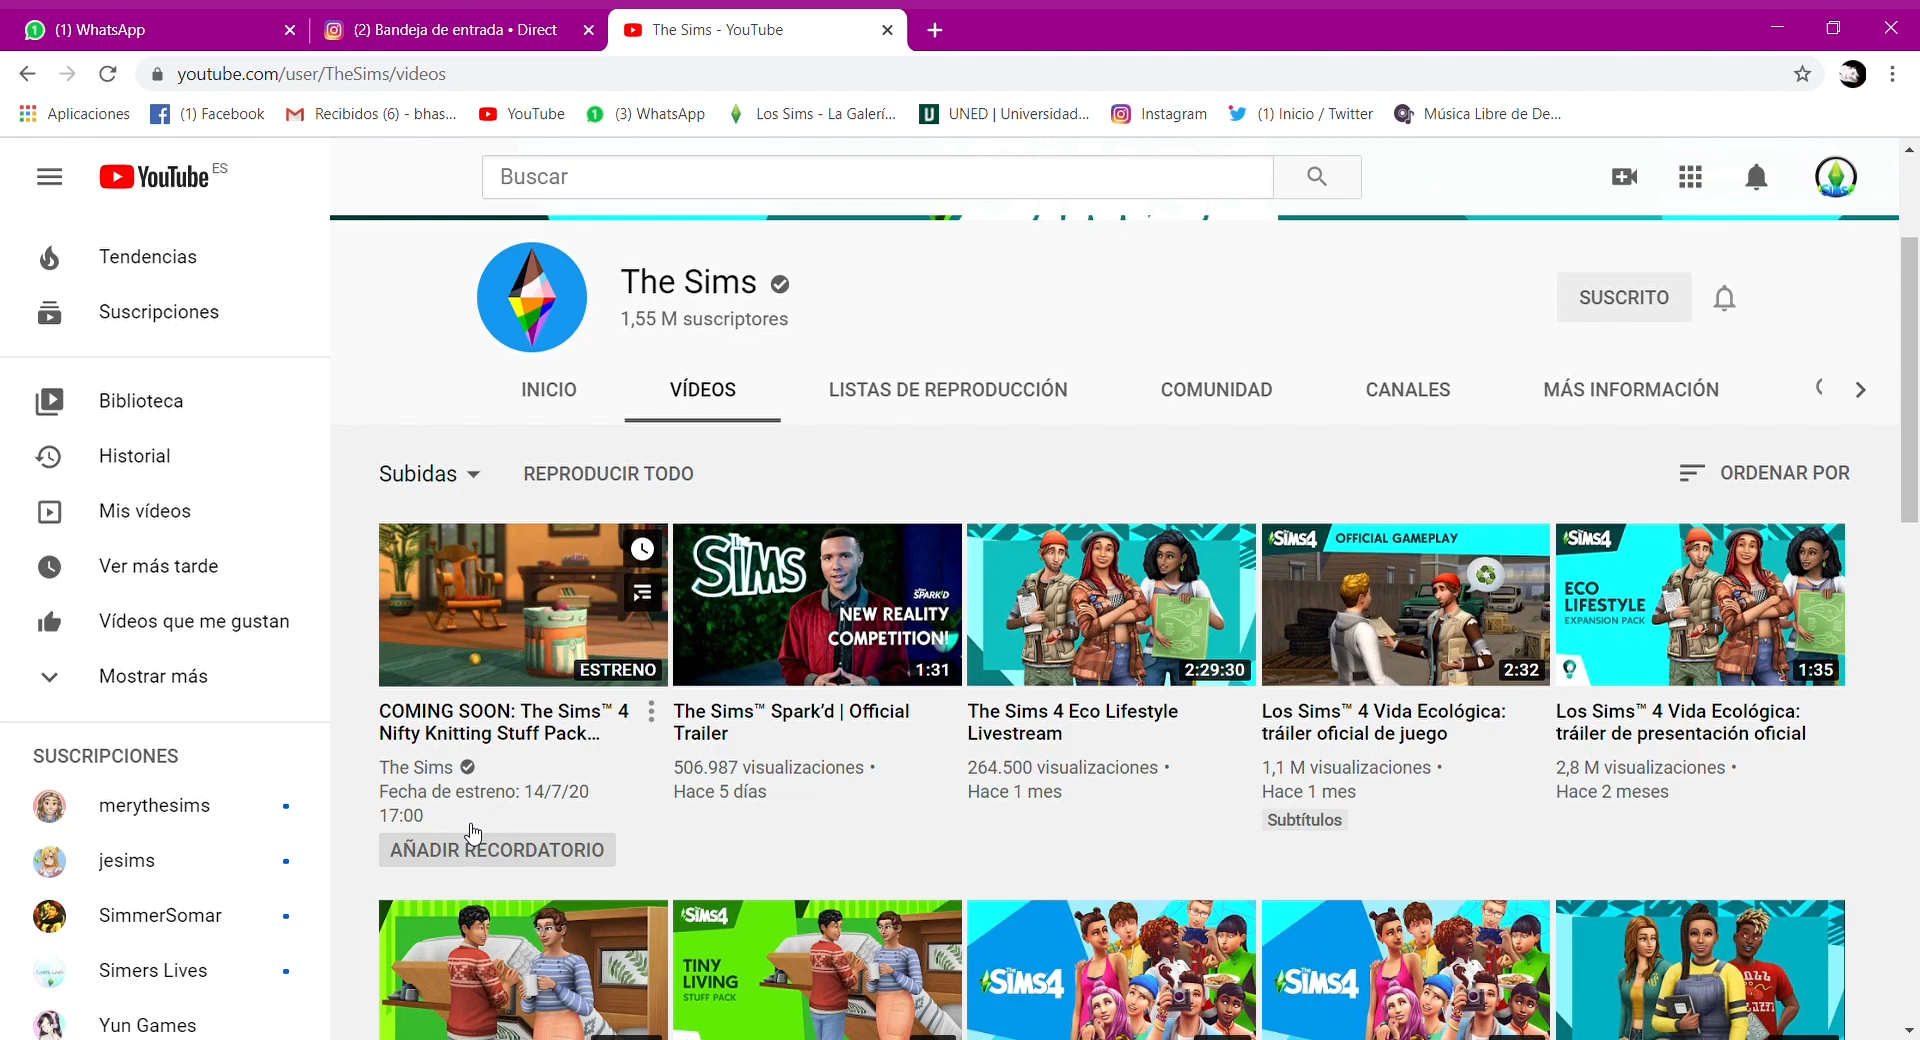 (1) WhatsApp
(2) Bandeja de entrada • Direct
The Sims - YouTube
youtube.com/user/TheSims/videos
Aplicaciones
(1) Facebook
Recibidos (6) - bhas...
YouTube
(3) WhatsApp
Los Sims - La Galerí...
UNED | Universidad...
Instagram
(1) Inicio / Twitter
Música Libre de De...
YouTube ES
Buscar
Tendencias
Suscripciones
Biblioteca
Historial
Mis vídeos
Ver más tarde
Vídeos que me gustan
Mostrar más
SUSCRIPCIONES
merythesims
jesims
SimmerSomar
Simers Lives
Yun Games
The Sims
1,55 M suscriptores
SUSCRITO
INICIO
VÍDEOS
LISTAS DE REPRODUCCIÓN
COMUNIDAD
CANALES
MÁS INFORMACIÓN
Subidas
REPRODUCIR TODO
ORDENAR POR
ESTRENO
COMING SOON: The Sims™ 4
Nifty Knitting Stuff Pack...
The Sims
Fecha de estreno: 14/7/20
17:00
AÑADIR RECORDATORIO
The SIMS
SPARK'D
NEW REALITY
COMPETITION!
1:31
The Sims™ Spark'd | Official
Trailer
506.987 visualizaciones •
Hace 5 días
2:29:30
The Sims 4 Eco Lifestyle
Livestream
264.500 visualizaciones •
Hace 1 mes
The SIMS4
OFFICIAL GAMEPLAY
2:32
Los Sims™ 4 Vida Ecológica:
tráiler oficial de juego
1,1 M visualizaciones •
Hace 1 mes
Subtítulos
The SIMS4
ECO
LIFESTYLE
EXPANSION PACK
1:35
Los Sims™ 4 Vida Ecológica:
tráiler de presentación oficial
2,8 M visualizaciones •
Hace 2 meses
The SIMS4
TINY
LIVING
STUFF PACK
The SIMS4
The SIMS4